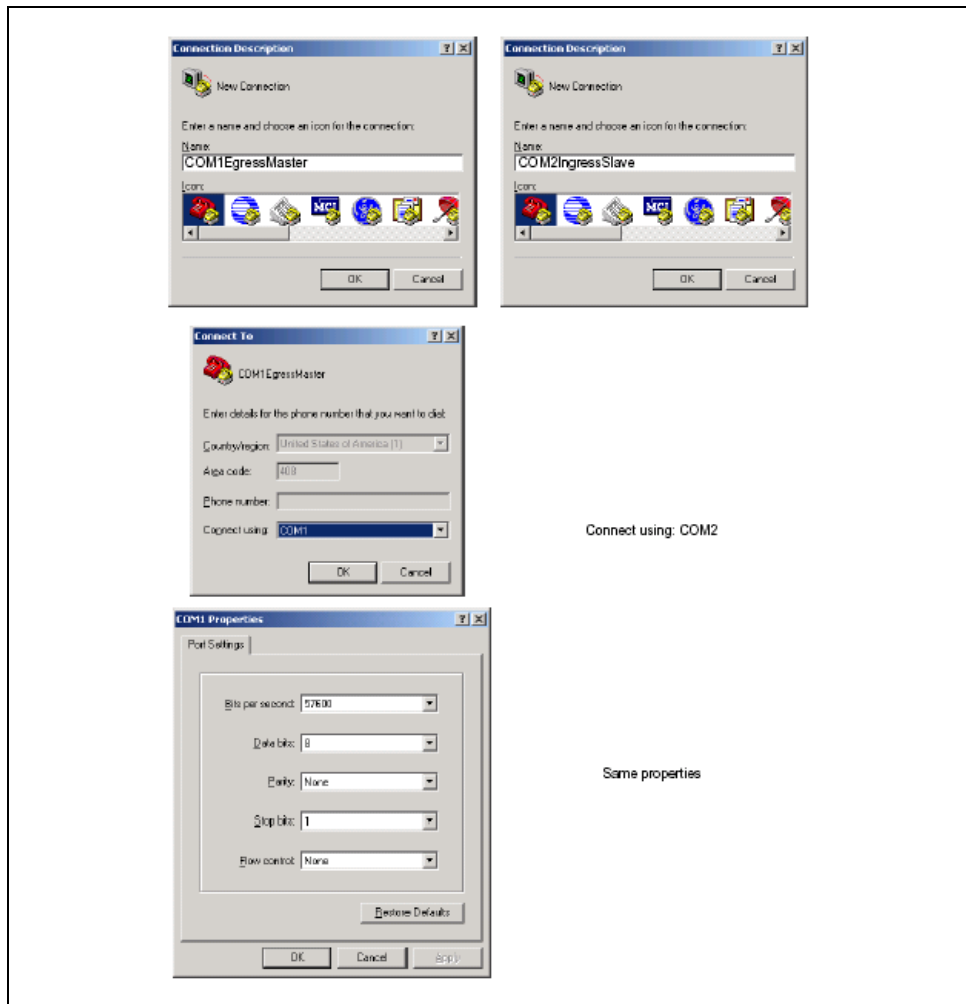 Connection Description
New Connection
Enter a name and choose an icon for the connection:
Name:
COM1EgressMaster
Icon:
MCI
OK Cancel
Connection Description
New Connection
Enter a name and choose an icon for the connection:
Name:
COM2IngressSlave
Icon:
MCI
OK Cancel
Connect To
COM1EgressMaster
Enter details for the phone number that you want to dial:
Country/region: United States of America (1)
Area code: 408
Phone number:
Connect using: COM1
OK Cancel
Connect using: COM2
COM1 Properties
Port Settings
Bits per second: 57600
Data bits: 8
Parity: None
Stop bits: 1
Flow control: None
Restore Defaults
OK Cancel Apply
Same properties